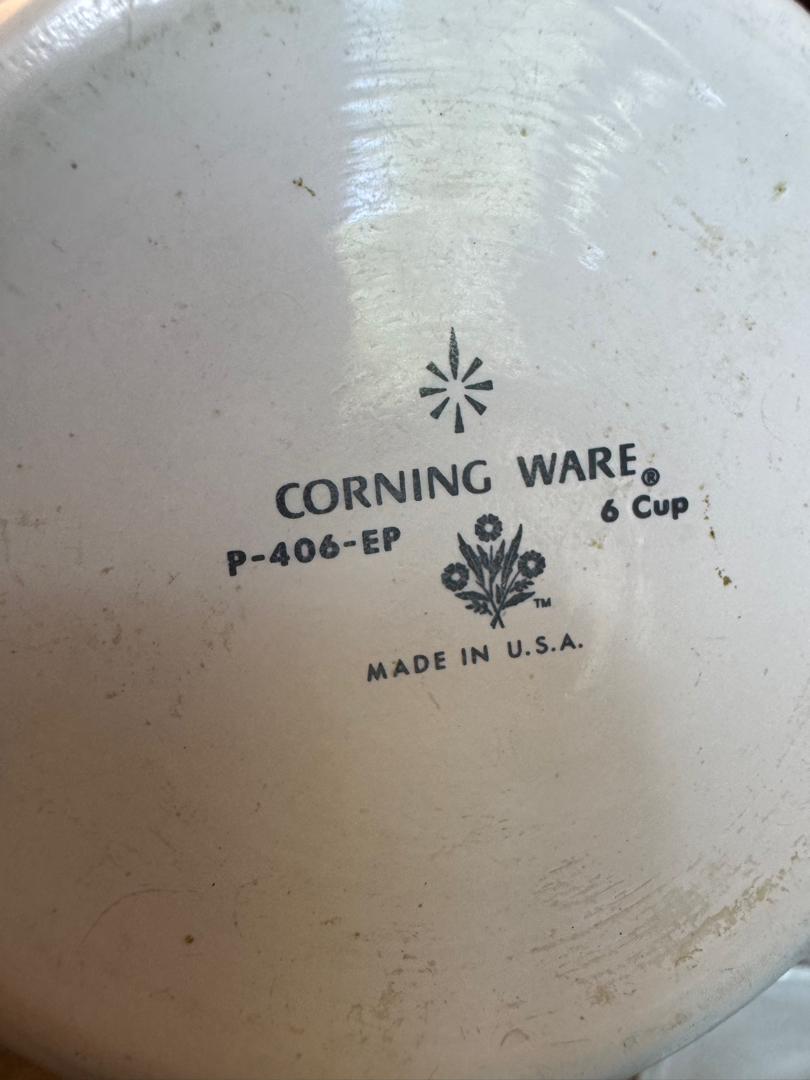 CORNING WARE®
P-406-EP 6 Cup
TM
MADE IN U.S.A.